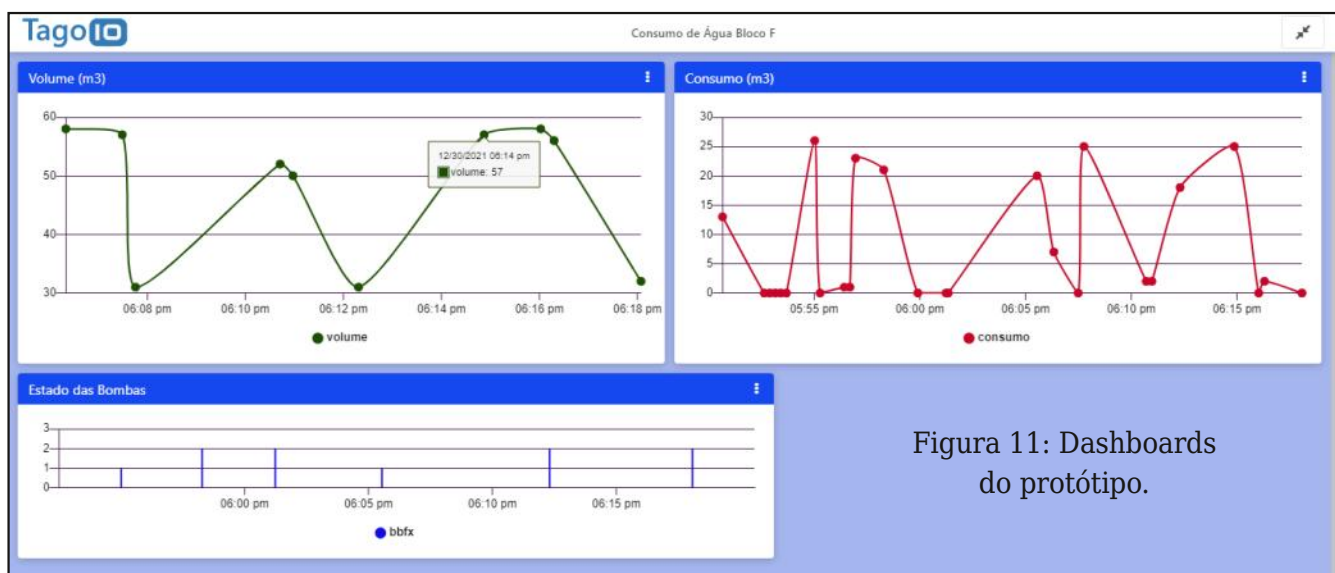 Tago IO
Consumo de Água Bloco F
Volume (m3)
60
50
40
30
12/30/2021 06:14 pm
volume: 57
06:08 pm
06:10 pm
06:12 pm
06:14 pm
06:16 pm
06:18 pm
volume
Consumo (m3)
30
25
20
15
10
5
0
05:55 pm
06:00 pm
06:05 pm
06:10 pm
06:15 pm
consumo
Estado das Bombas
3
2
1
0
06:00 pm
06:05 pm
06:10 pm
06:15 pm
bbfx
Figura 11: Dashboards
do protótipo.